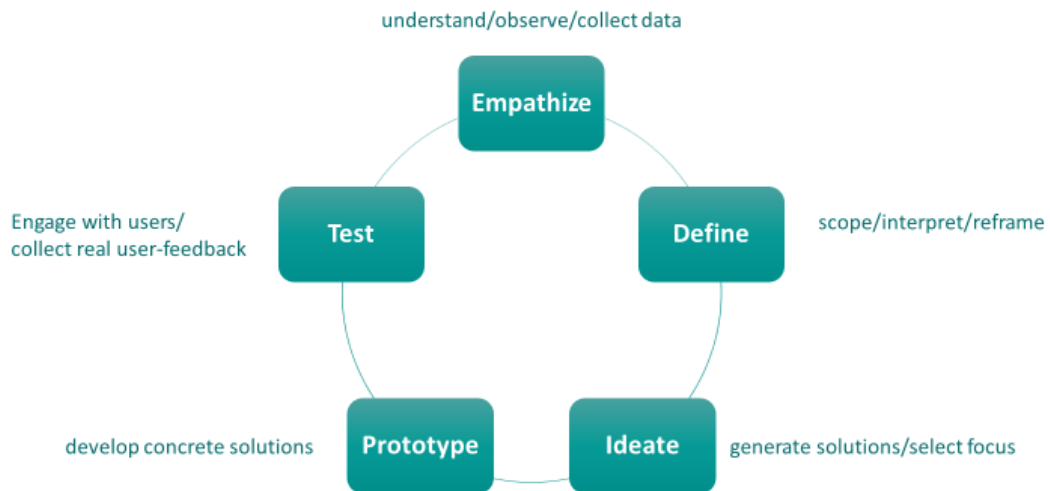 understand/observe/collect data
Empathize
Engage with users/
collect real user-feedback
Test
Define
scope/interpret/reframe
develop concrete solutions
Prototype
Ideate
generate solutions/select focus